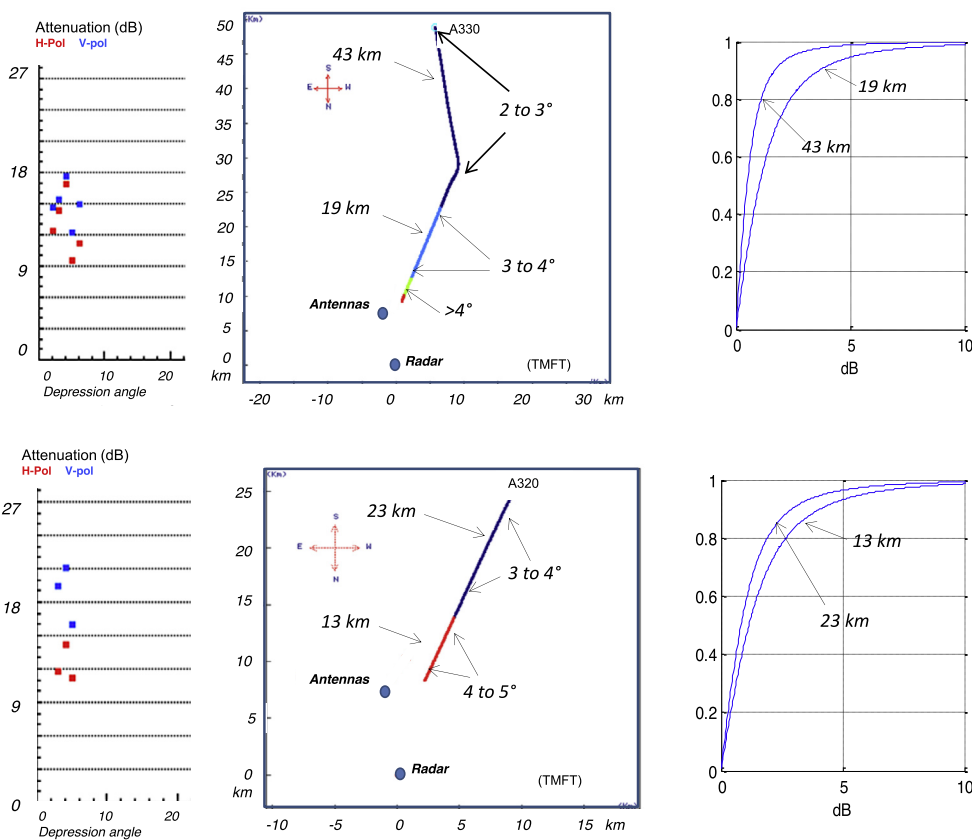 Attenuation (dB)
H-Pol V-pol
27
18
9
0
0 10 20
Depression angle
(Km)
50
40
40
30
25
20
15
10
5
0
km
-20 -10 0 10 20 30 km
A330
43 km
S
E W
N
2 to 3°
19 km
3 to 4°
>4°
Antennas
Radar
(TMFT)
1
0.8
0.6
0.4
0.2
0
0 5 10
dB
19 km
43 km
Attenuation (dB)
H-Pol V-pol
27
18
9
0
0 10 20
Depression angle
(Km)
25
20
15
10
5
0
km
-10 -5 0 5 10 15 km
A320
23 km
S
E W
N
3 to 4°
13 km
4 to 5°
Antennas
Radar
(TMFT)
(Km)
1
0.8
0.6
0.4
0.2
0
0 5 10
dB
13 km
23 km